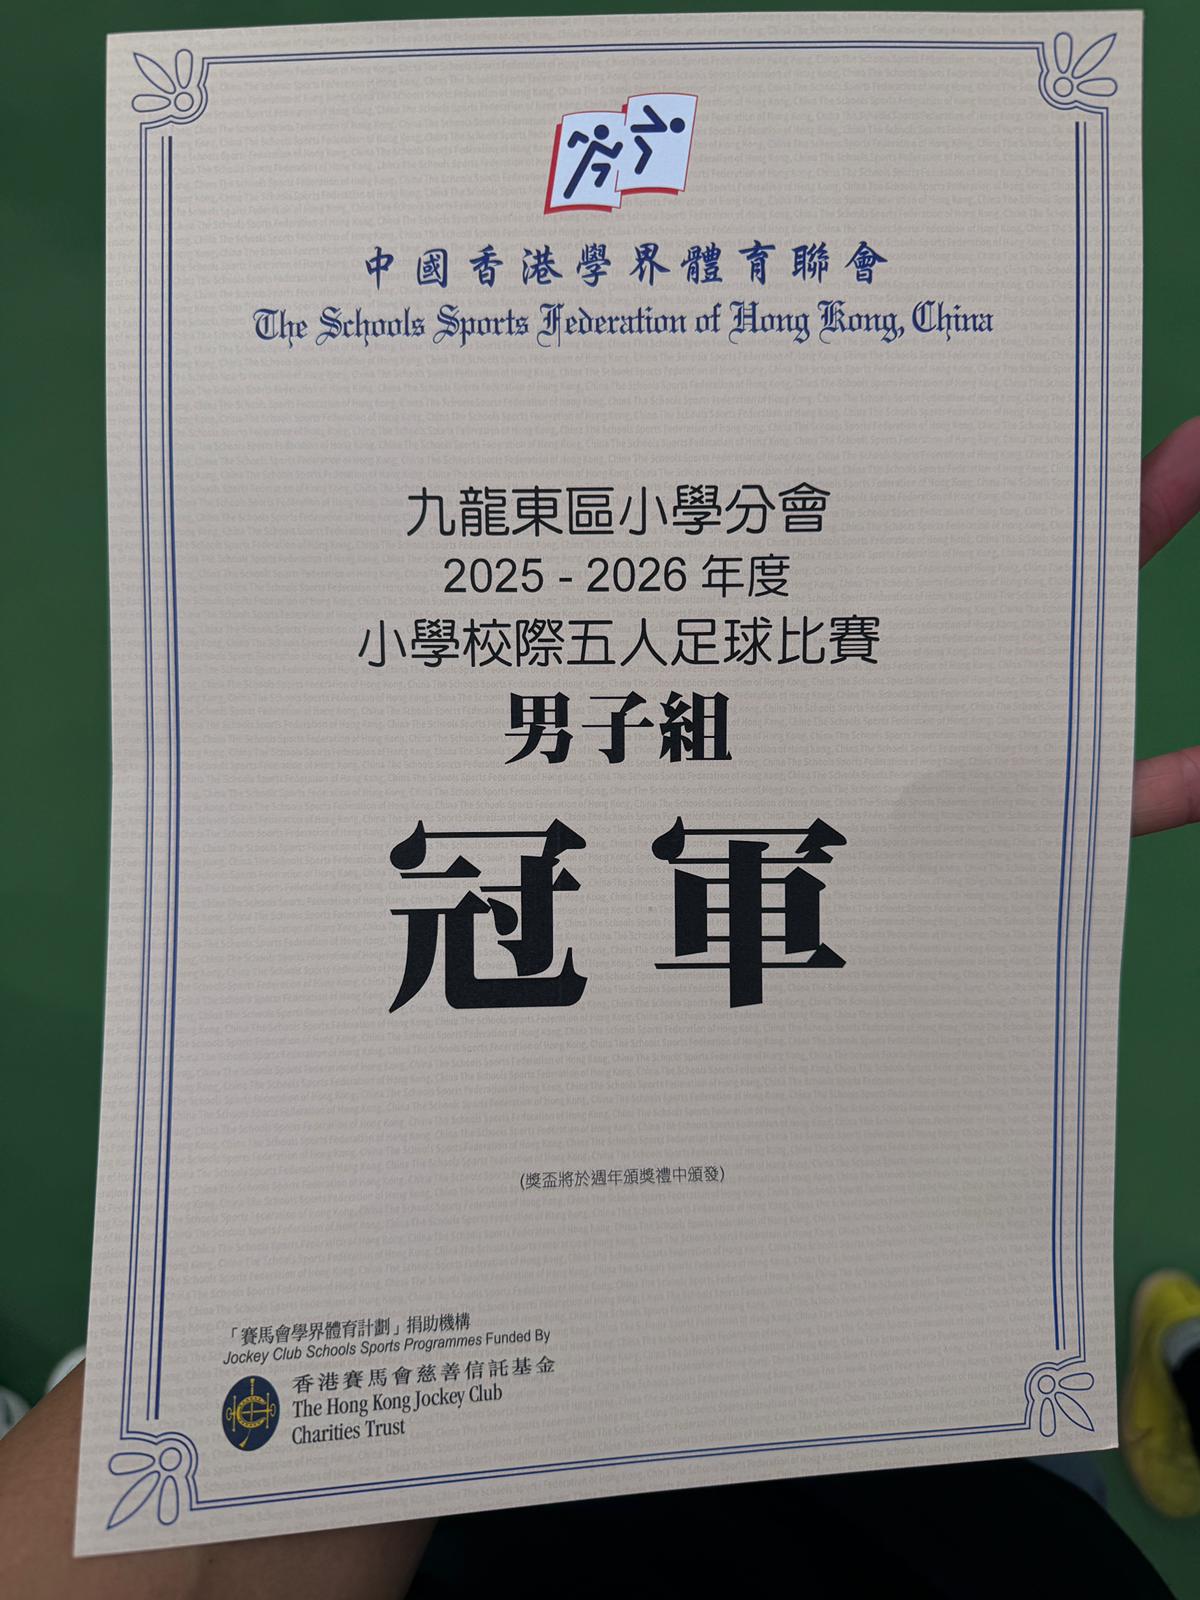 中國香港學界體育聯會
The Schools Sports Federation of Hong Kong, China
九龍東區小學分會
2025 - 2026 年度
小學校際五人足球比賽
男子組
冠軍
(獎盃將於週年頒獎禮中頒發)
「賽馬會學界體育計劃」捐助機構
Jockey Club Schools Sports Programmes Funded By
香港賽馬會慈善信託基金
The Hong Kong Jockey Club
Charities Trust